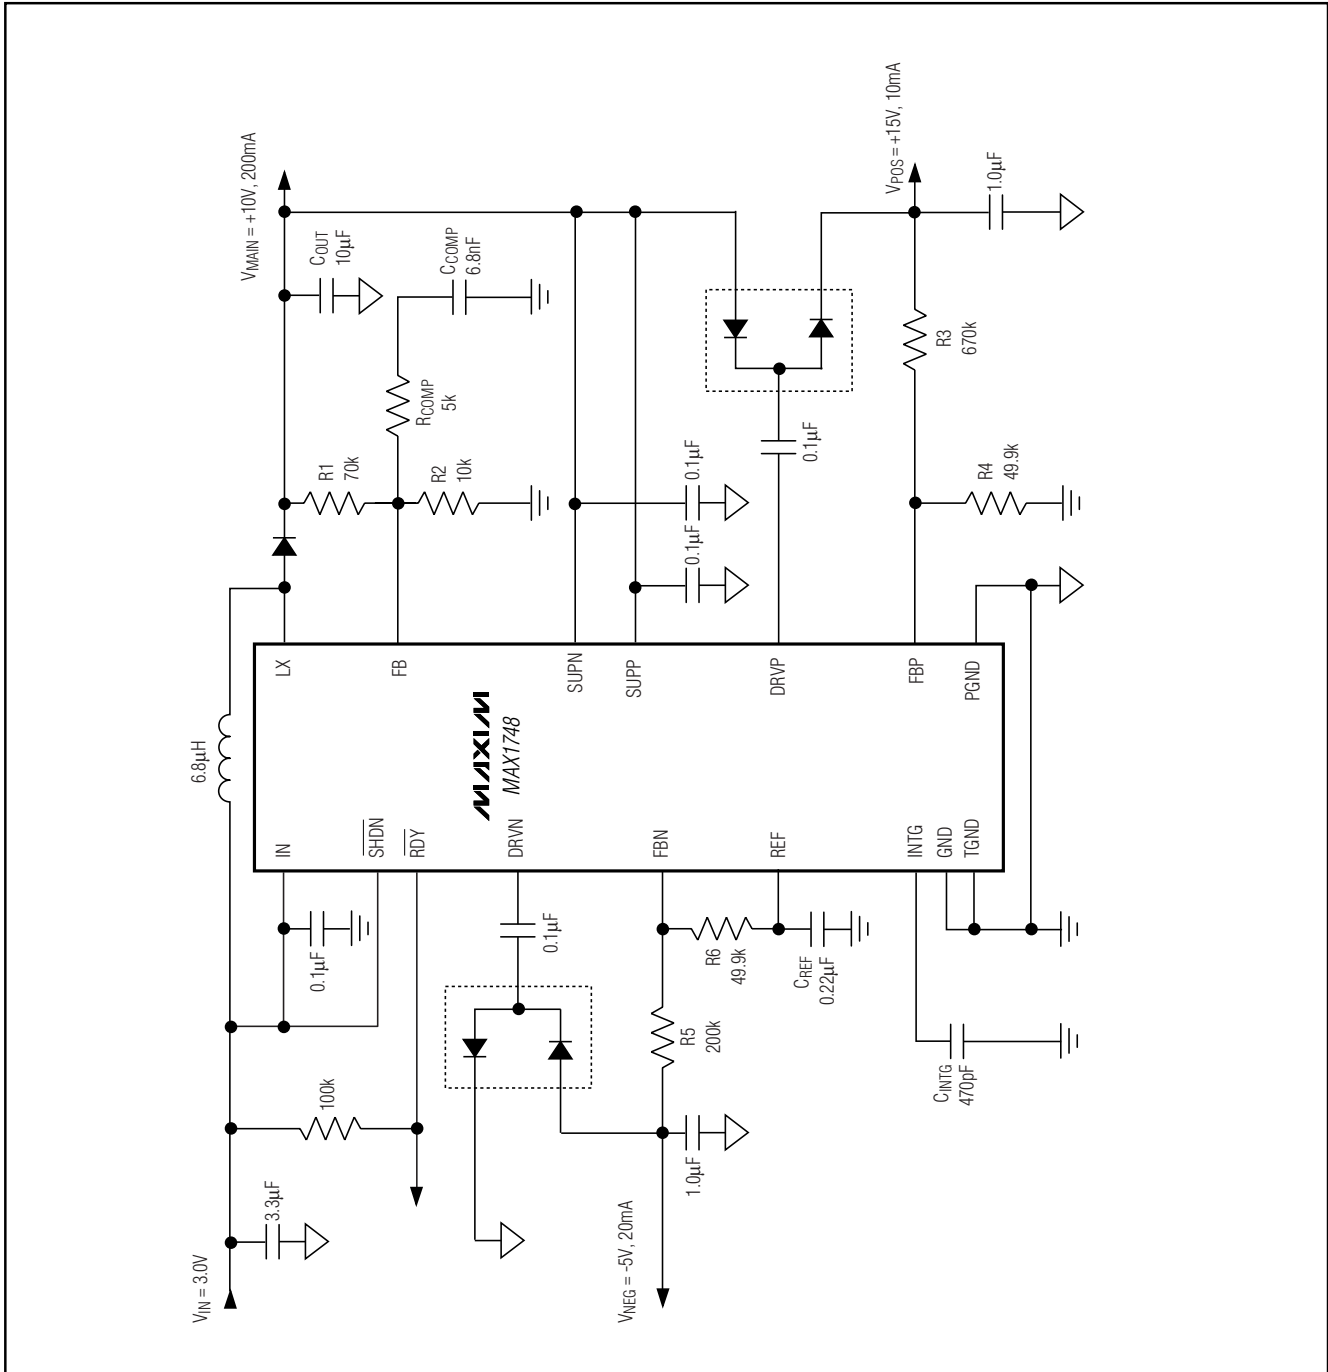 VMAIN = +10V, 200mA
COUT
10µF
CCOMP
6.8nF
RCOMP
5k
R1
70k
R2
10k
VPOS = +15V, 10mA
1.0µF
R3
670k
0.1µF
0.1µF
0.1µF
R4
49.9k
6.8µH
LX
FB
SUPN
SUPP
DRVP
FBP
PGND
MAXIM
MAX1748
IN
SHDN
RDY
DRVN
FBN
REF
INTG
GND
TGND
0.1µF
0.1µF
R6
49.9k
CREF
0.22µF
R5
200k
CINTG
470pF
100k
1.0µF
3.3µF
VIN = 3.0V
VNEG = -5V, 20mA